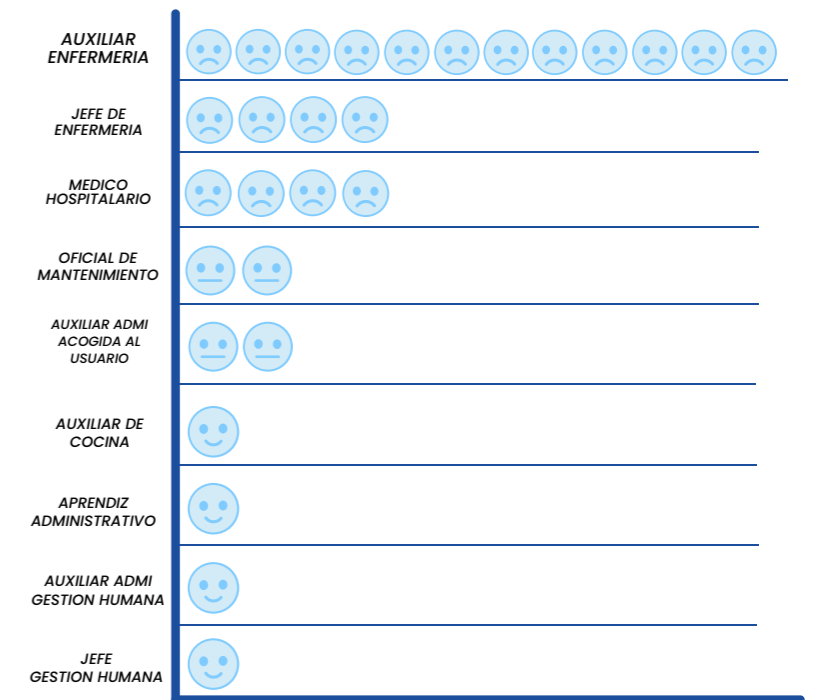 AUXILIAR
ENFERMERIA
JEFE DE
ENFERMERIA
MEDICO
HOSPITALARIO
OFICIAL DE
MANTENIMIENTO
AUXILIAR ADMI
ACOGIDA AL
USUARIO
AUXILIAR DE
COCINA
APRENDIZ
ADMINISTRATIVO
AUXILIAR ADMI
GESTION HUMANA
JEFE
GESTION HUMANA